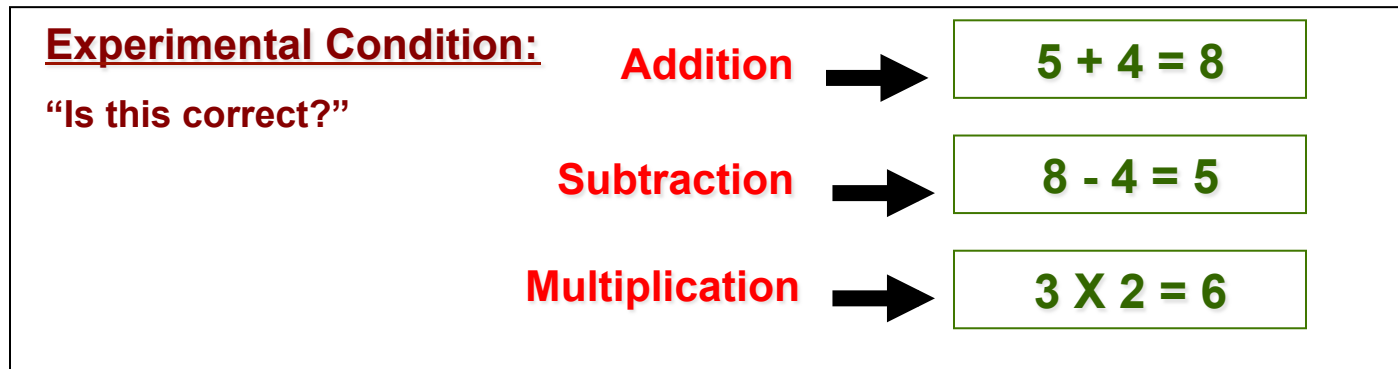 Experimental Condition:
“Is this correct?”
Addition
5 + 4 = 8
Subtraction
8 - 4 = 5
Multiplication
3 X 2 = 6